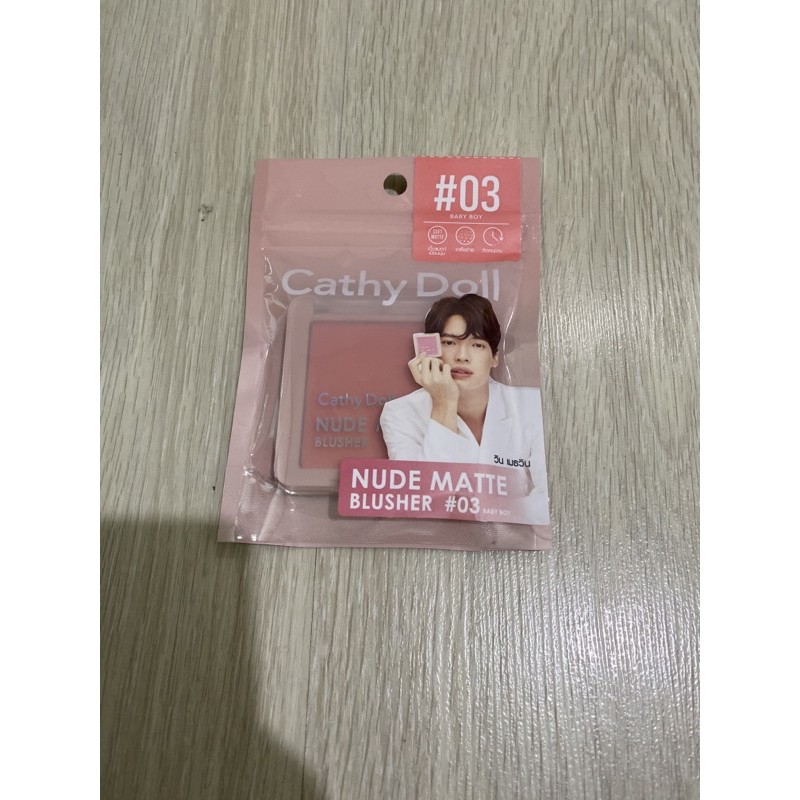 #03
BABY BOY
SOFT
MATTE
Cathy Doll
Cathy Doll
NUDE
BLUSHER
วิน เมธวิน
NUDE MATTE
BLUSHER #03 BABY BOY